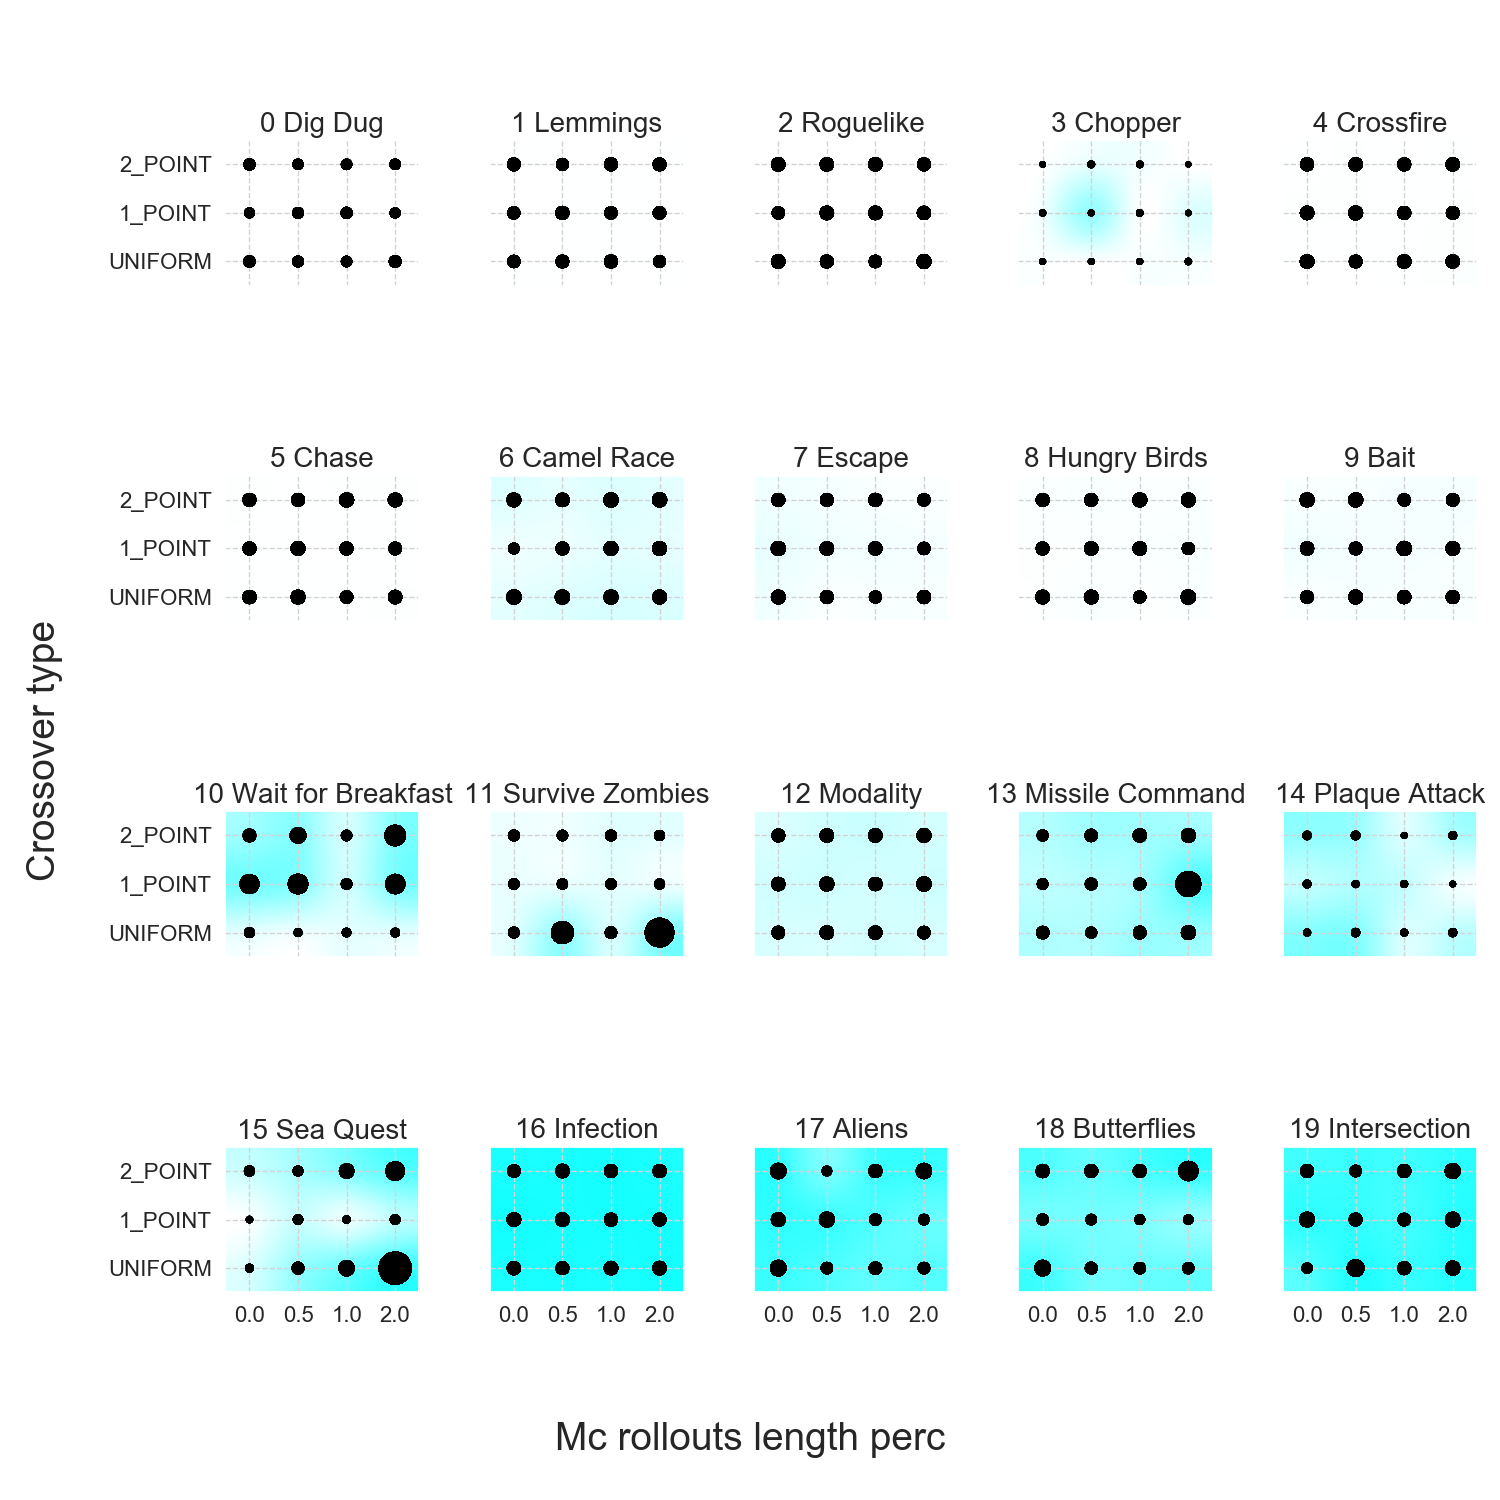 0 Dig Dug 1 Lemmings 2 Roguelike 3 Chopper 4 Crossfire
2_POINT
1_POINT
UNIFORM
5 Chase 6 Camel Race 7 Escape 8 Hungry Birds 9 Bait
2_POINT
1_POINT
UNIFORM
Crossover type
10 Wait for Breakfast 11 Survive Zombies 12 Modality 13 Missile Command 14 Plaque Attack
2_POINT
1_POINT
UNIFORM
15 Sea Quest 16 Infection 17 Aliens 18 Butterflies 19 Intersection
2_POINT
1_POINT
UNIFORM
0.0 0.5 1.0 2.0 0.0 0.5 1.0 2.0 0.0 0.5 1.0 2.0 0.0 0.5 1.0 2.0 0.0 0.5 1.0 2.0
Mc rollouts length perc